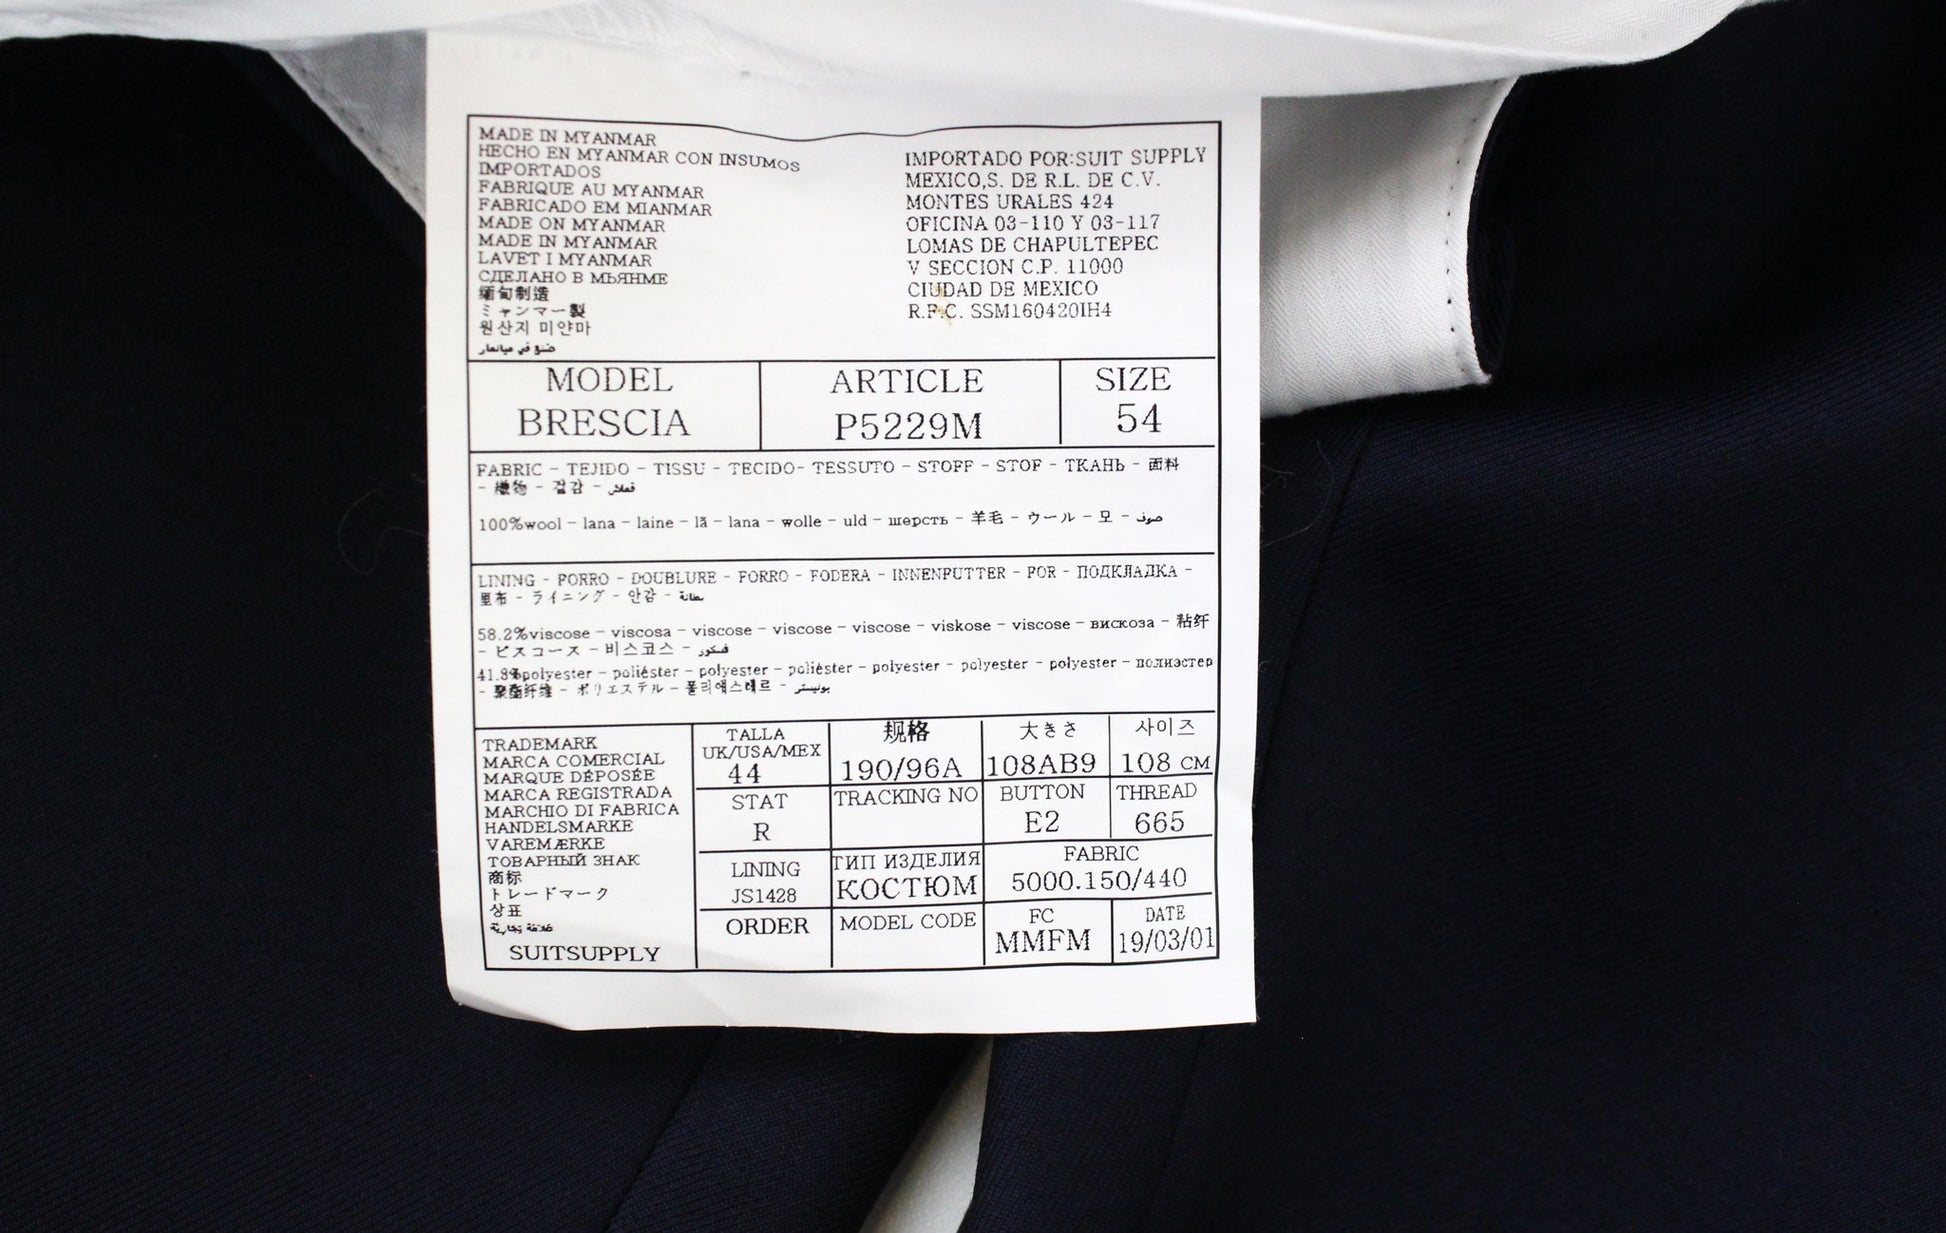 MADE IN MYANMAR
HECHO EN MYANMAR CON INSUMOS
IMPORTADOS
FABRIQUE AU MYANMAR
FABRICADO EM MIANMAR
MADE ON MYANMAR
MADE IN MYANMAR
LAVET I MYANMAR
СДЕЛАНО В МЬЯНМЕ
缅甸制造
ミャンマー製
원산지 미얀마
صنع في ميانمار
IMPORTADO POR:SUIT SUPPLY
MEXICO,S. DE R.L. DE C.V.
MONTES URALES 424
OFICINA 03-110 Y 03-117
LOMAS DE CHAPULTEPEC
V SECCION C.P. 11000
CIUDAD DE MEXICO
R.F.C. SSM160420IH4
MODEL
BRESCIA
ARTICLE
P5229M
SIZE
54
FABRIC - TEJIDO - TISSU - TECIDO- TESSUTO - STOFF - STOF - ТКАНЬ - 面料
- 織物 - 겉감 - قماش
100%wool - lana - laine - lã - lana - wolle - uld - шерсть - 羊毛 - ウール - 모 - صوف
LINING - FORRO - DOUBLURE - FORRO - FODERA - INNENFUTTER - FOR - ПОДКЛАДКА -
里布 - ライニング - 안감 - بطانة
58.2%viscose - viscosa - viscose - viscose - viscose - viskose - viscose - вискоза - 粘纤
- ビスコース - 비스코스 - فسكوز
41.8%polyester - poliéster - polyester - poliéster - polyester - polyester - polyester - полиэстер
- 聚酯纤维 - ポリエステル - 폴리에스테르 - بوليستر
TRADEMARK
MARCA COMERCIAL
MARQUE DÉPOSÉE
MARCA REGISTRADA
MARCHIO DI FABRICA
HANDELSMARKE
VAREMÆRKE
ТОВАРНЫЙ ЗНАК
商标
トレードマーク
상표
علامة تجارية
SUITSUPPLY
TALLA
UK/USA/MEX
44
规格
190/96A
大きさ
108AB9
사이즈
108 CM
STAT
R
TRACKING NO
BUTTON
E2
THREAD
665
LINING
JS1428
ТИП ИЗДЕЛИЯ
КОСТЮМ
FABRIC
5000.150/440
ORDER
MODEL CODE
FC
MMFM
DATE
19/03/01